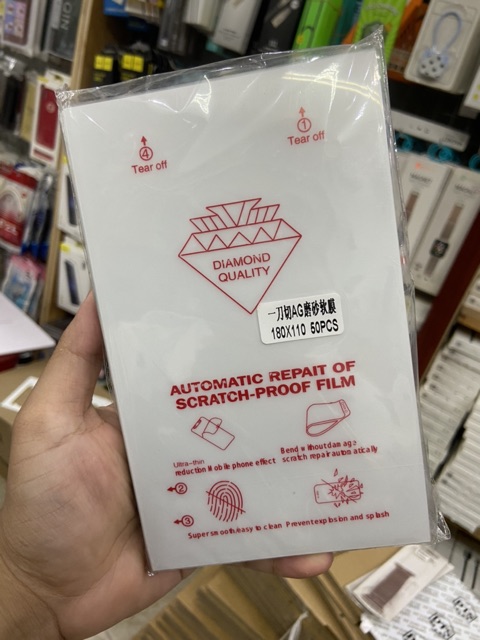 ④
Tear off
①
Tear off
DIAMOND
QUALITY
一刀切AG磨砂软膜
180X110 50PCS
AUTOMATIC REPAIT OF
SCRATCH-PROOF FILM
Ultra-thin
reduction Mobile phone effect
Bend without damage
scratch repair automatically
②
③
Super smooth/easy to clean Prevent explosion and splash